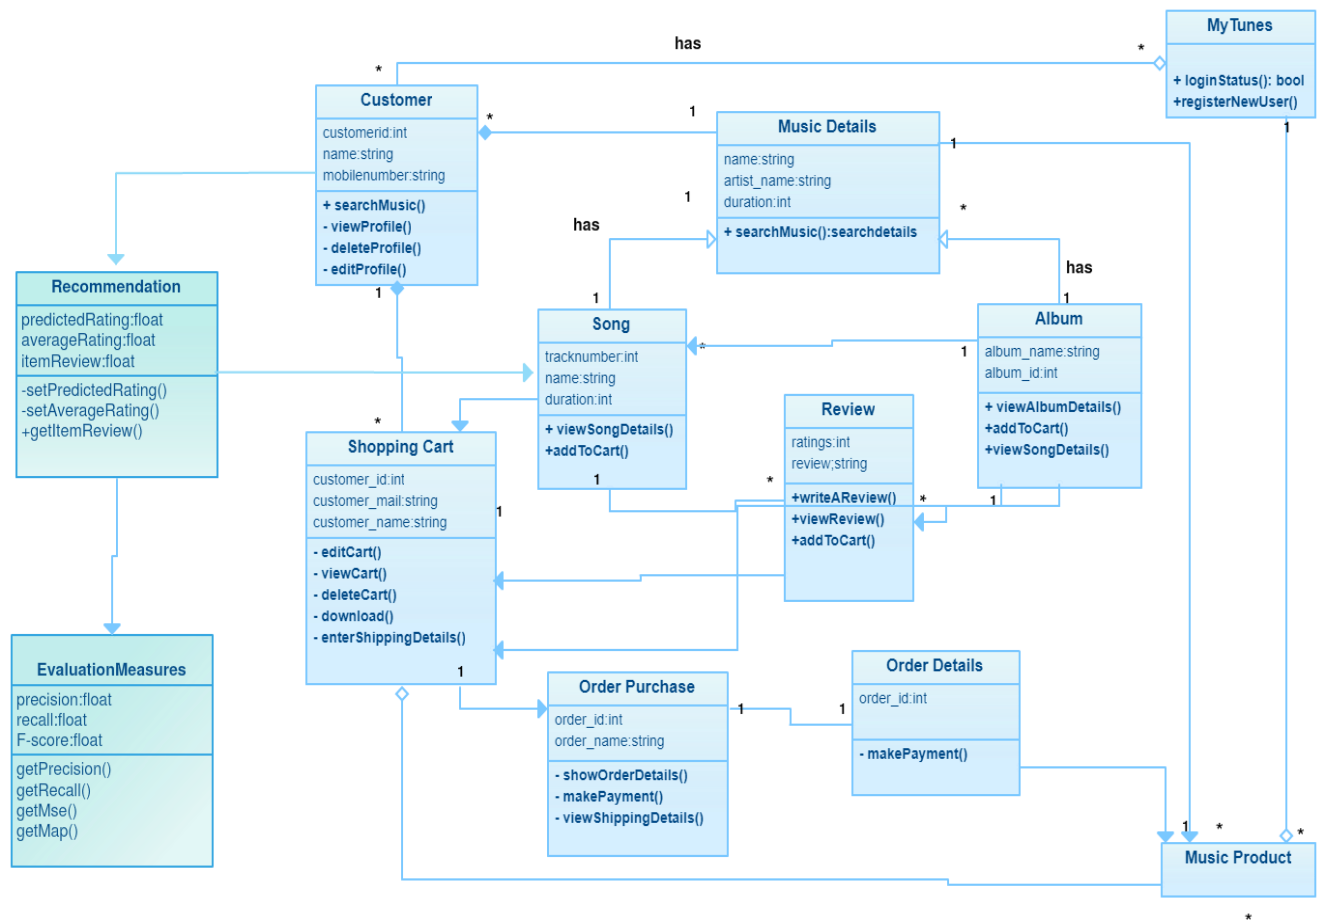 MyTunes
+ loginStatus(): bool
+registerNewUser()
1
has
*
*
Customer
customerid:int
name:string
mobilenumber:string
+ searchMusic()
- viewProfile()
- deleteProfile()
- editProfile()
1
*
1
Music Details
name:string
artist_name:string
duration:int
+ searchMusic():searchdetails
1
1
*
has
has
1
1
Recommendation
predictedRating:float
averageRating:float
itemReview:float
-setPredictedRating()
-setAverageRating()
+getItemReview()
Song
tracknumber:int
name:string
duration:int
+ viewSongDetails()
+addToCart()
1
*
1
Album
album_name:string
album_id:int
+ viewAlbumDetails()
+addToCart()
+viewSongDetails()
1
Review
ratings:int
review;string
+writeAReview()
+viewReview()
+addToCart()
*
*
*
Shopping Cart
customer_id:int
customer_mail:string
customer_name:string
- editCart()
- viewCart()
- deleteCart()
- download()
- enterShippingDetails()
1
1
EvaluationMeasures
precision:float
recall:float
F-score:float
getPrecision()
getRecall()
getMse()
getMap()
Order Purchase
order_id:int
order_name:string
- showOrderDetails()
- makePayment()
- viewShippingDetails()
1
1
Order Details
order_id:int
- makePayment()
1
*
*
Music Product
*